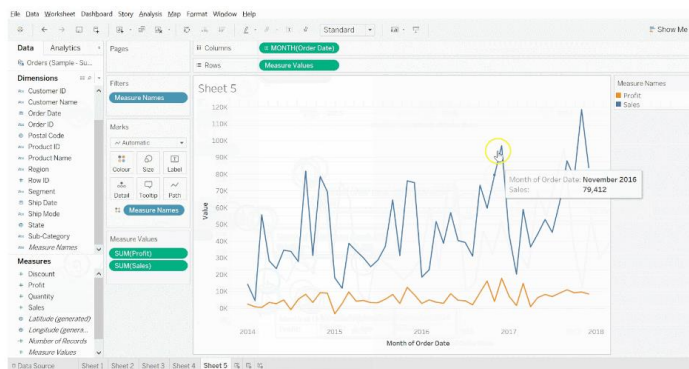 File Data Worksheet Dashboard Story Analysis Map Format Window Help
Standard
Show Me
Data Analytics
Pages
Columns
MONTH(Order Date)
Rows
Measure Values
Orders (Sample - Su...
Dimensions
Customer ID
Customer Name
Order Date
Order ID
Postal Code
Product ID
Product Name
Region
Row ID
Segment
Ship Date
Ship Mode
State
Sub-Category
Measure Names
Measures
Discount
Profit
Quantity
Sales
Latitude (generated)
Longitude (genera...
Number of Records
Measure Values
Filters
Measure Names
Marks
Automatic
Colour Size Label
Detail Tooltip Path
Measure Names
Measure Values
SUM(Profit)
SUM(Sales)
Sheet 5
Value
120K
110K
100K
90K
80K
70K
60K
50K
40K
30K
20K
10K
0K
Month of Order Date: November 2016
Sales: 79,412
2014 2015 2016 2017 2018
Month of Order Date
Measure Names
Profit
Sales
Data Source Sheet 1 Sheet 2 Sheet 3 Sheet 4 Sheet 5